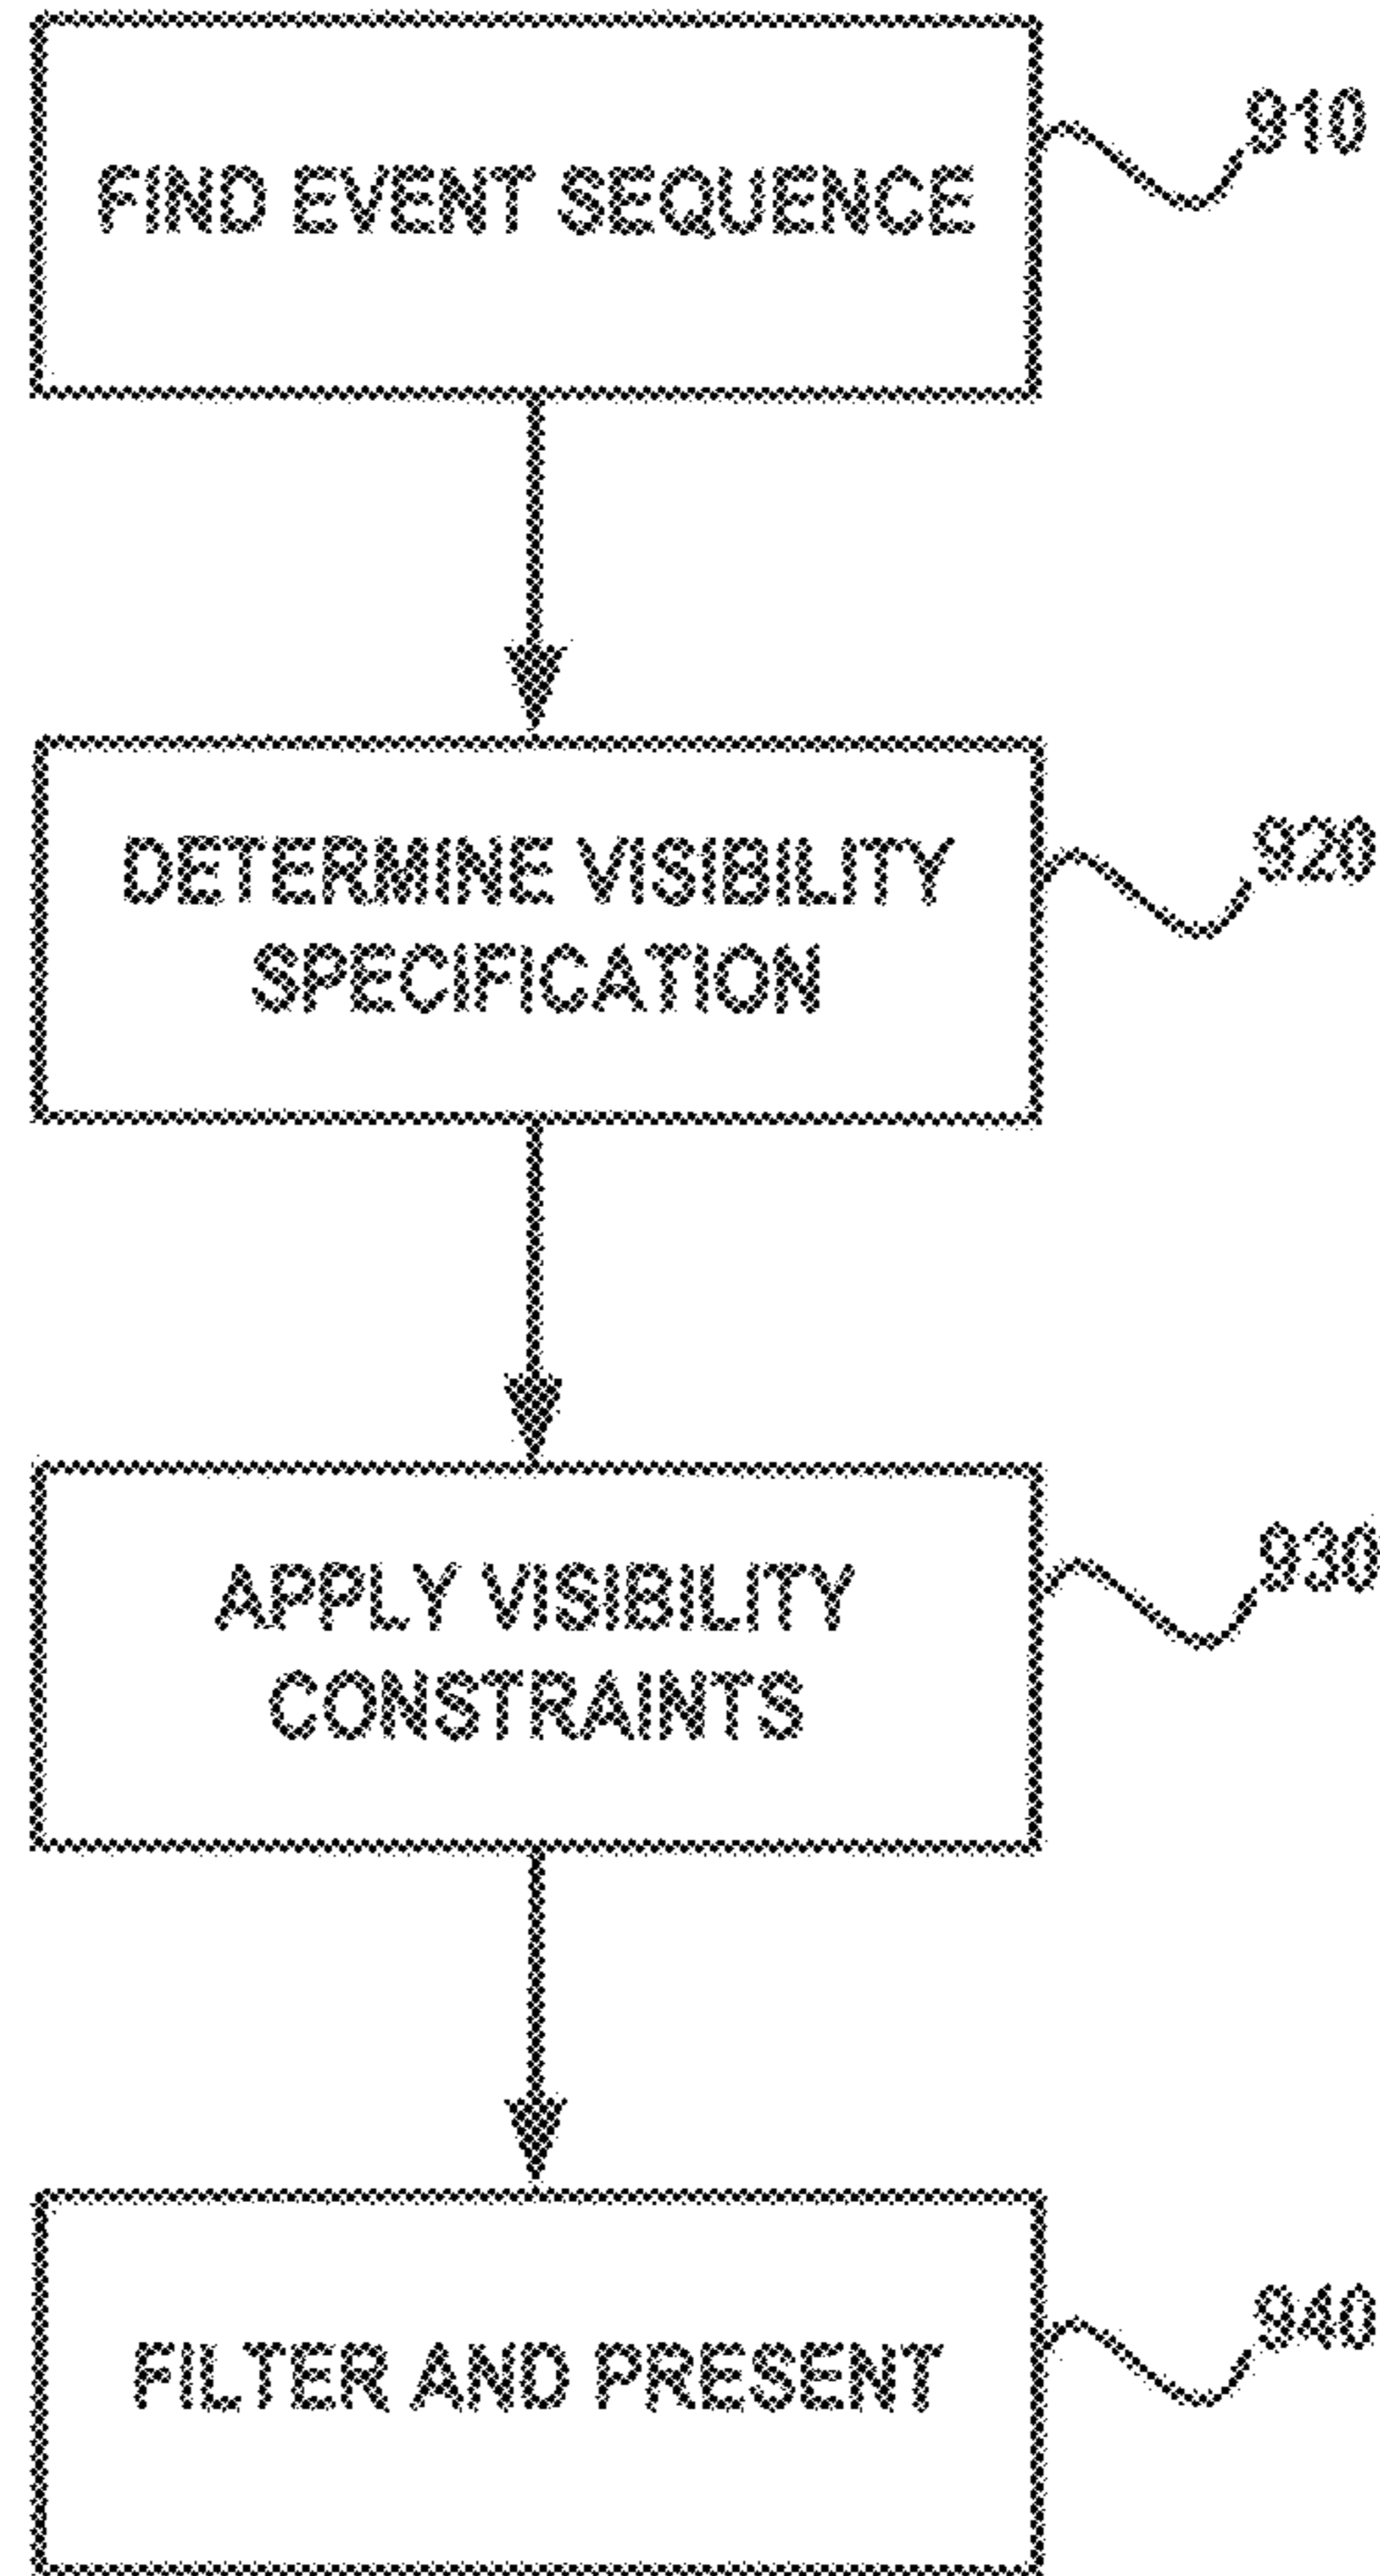 FIND EVENT SEQUENCE
910
DETERMINE VISIBILITY
SPECIFICATION
920
APPLY VISIBILITY
CONSTRAINTS
930
FILTER AND PRESENT
940